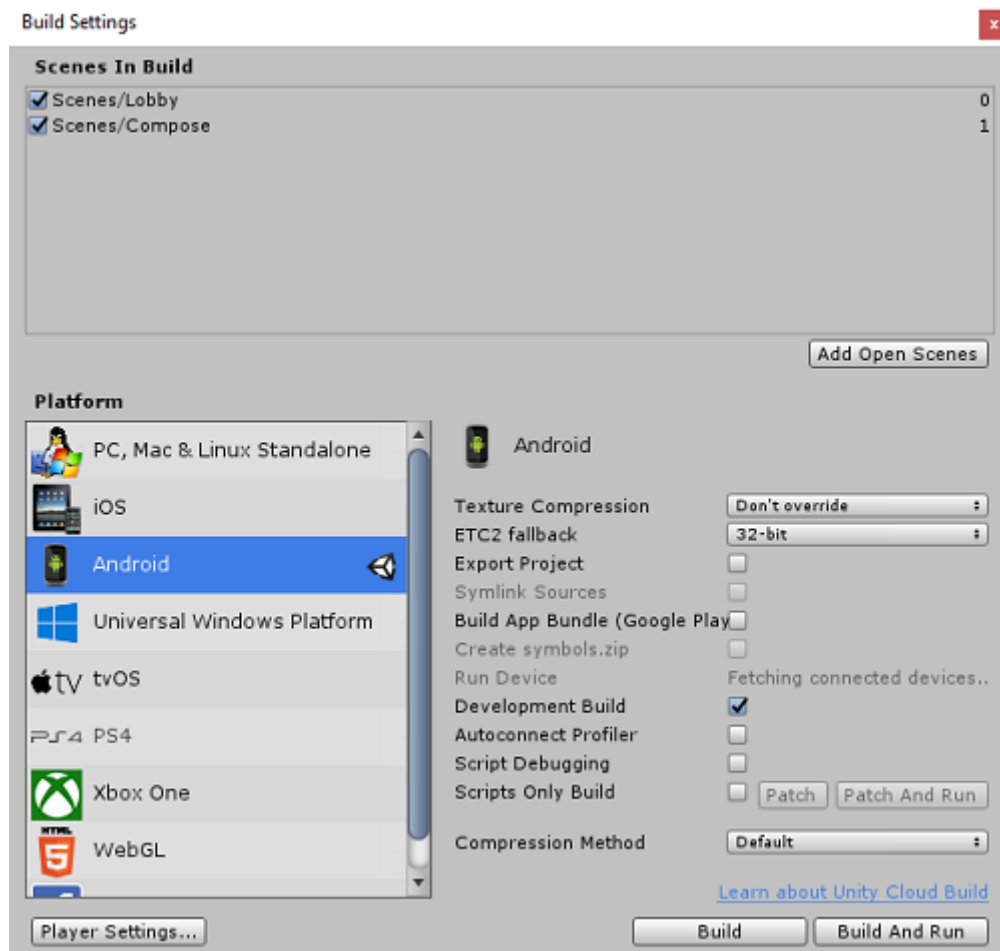 Build Settings
x
Scenes In Build
Scenes/Lobby 0
Scenes/Compose 1
Add Open Scenes
Platform
PC, Mac & Linux Standalone
iOS
Android
Universal Windows Platform
tv tvOS
PS4 PS4
Xbox One
HTML
5 WebGL
Android
Texture Compression Don't override
ETC2 fallback 32-bit
Export Project
Symlink Sources
Build App Bundle (Google Play
Create symbols.zip
Run Device Fetching connected devices..
Development Build
Autoconnect Profiler
Script Debugging
Scripts Only Build Patch Patch And Run
Compression Method Default
Learn about Unity Cloud Build
Player Settings... Build Build And Run